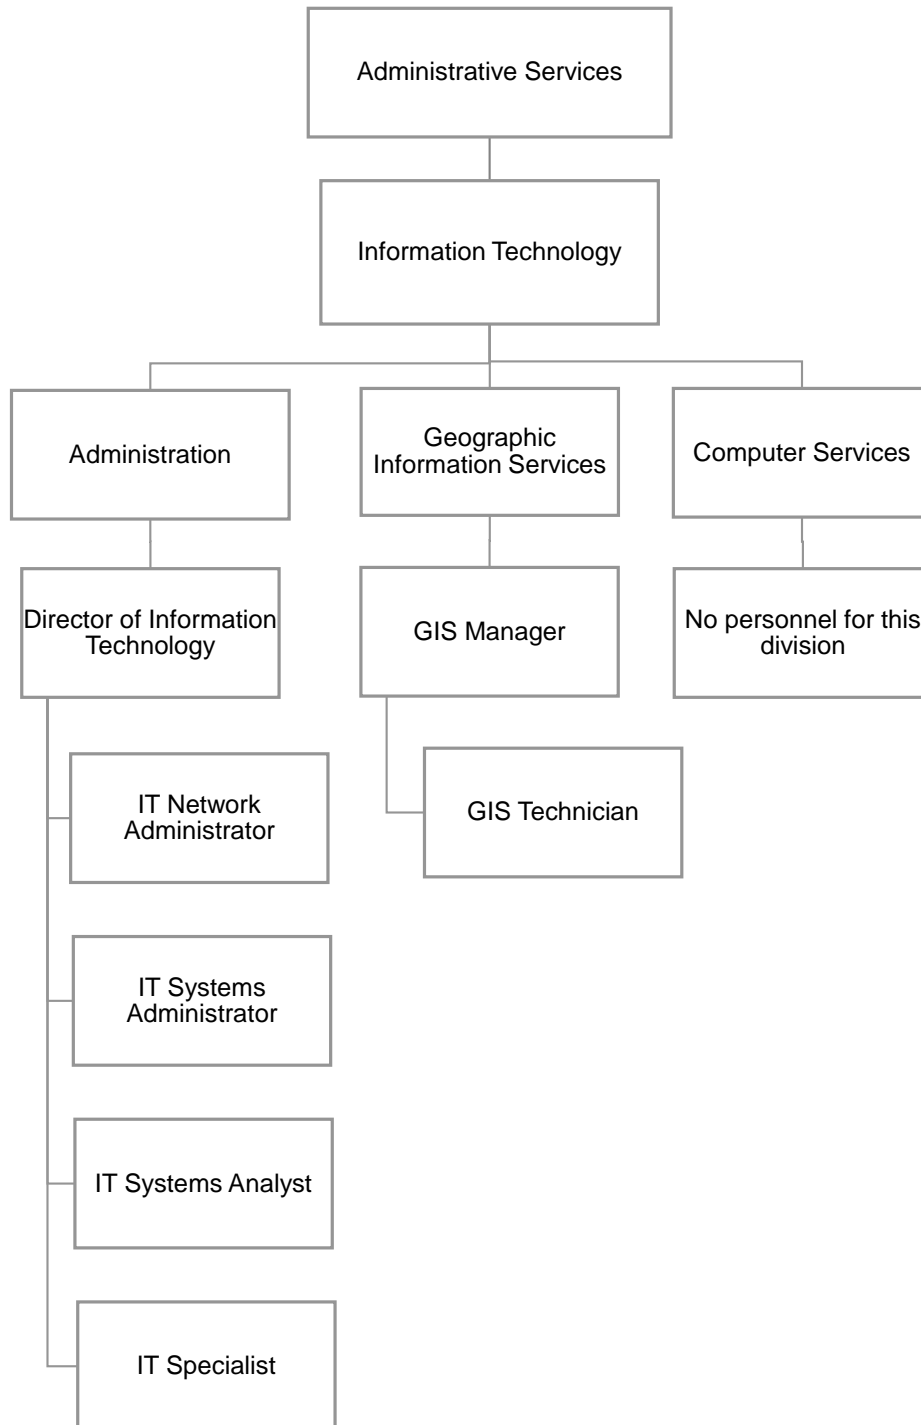 Administrative Services
Information Technology
Administration
Geographic
Information Services
Computer Services
Director of Information
Technology
GIS Manager
No personnel for this
division
IT Network
Administrator
GIS Technician
IT Systems
Administrator
IT Systems Analyst
IT Specialist